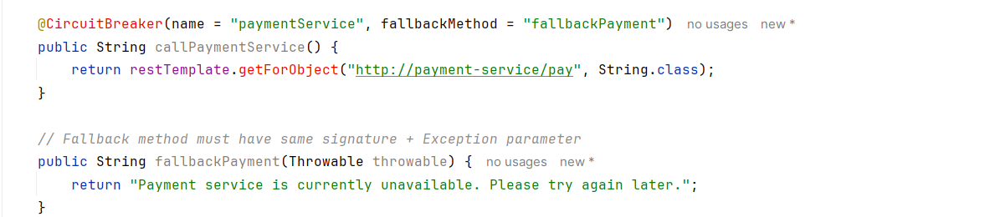 @CircuitBreaker(name = "paymentService", fallbackMethod = "fallbackPayment") no usages new *
public String callPaymentService() {
    return restTemplate.getForObject("http://payment-service/pay", String.class);
}

// Fallback method must have same signature + Exception parameter
public String fallbackPayment(Throwable throwable) { no usages new *
    return "Payment service is currently unavailable. Please try again later.";
}